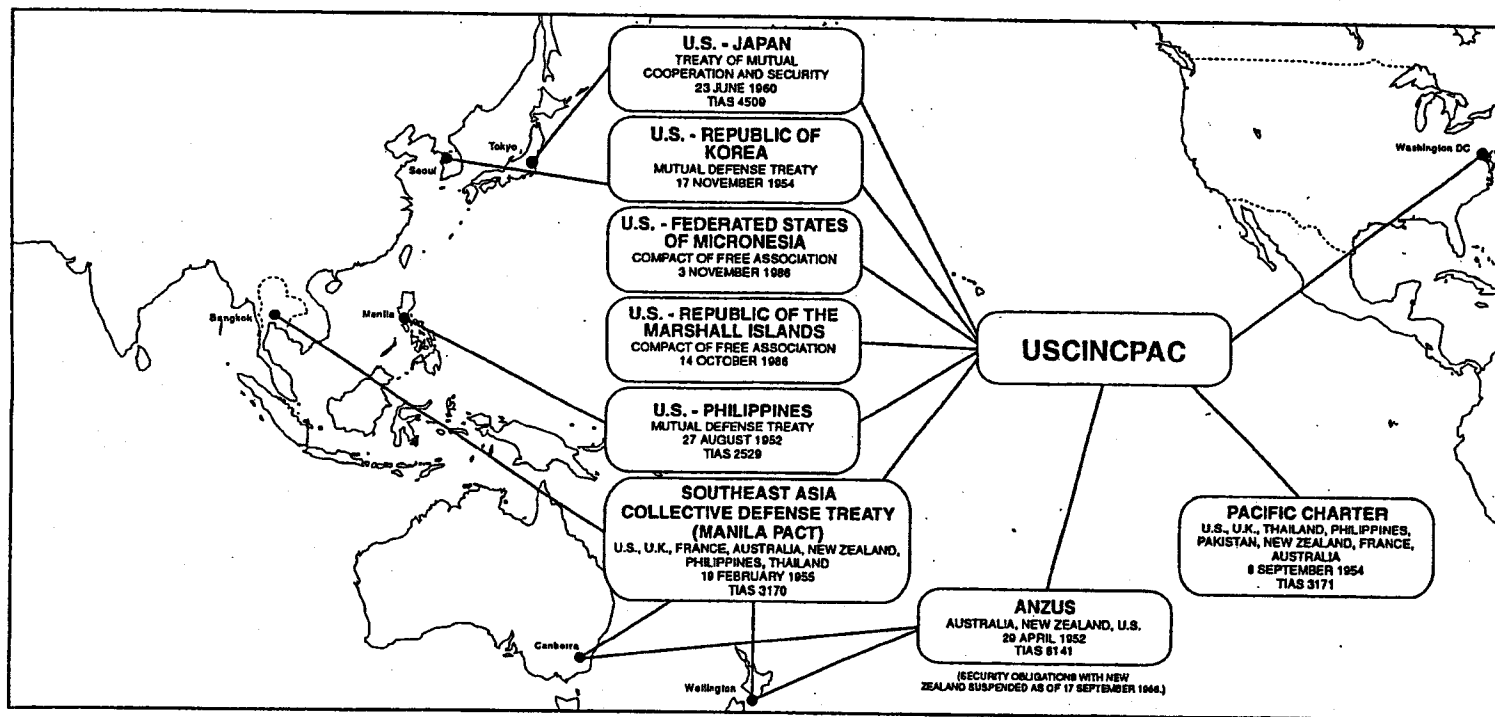 U.S. - JAPAN
TREATY OF MUTUAL
COOPERATION AND SECURITY
23 JUNE 1960
TIAS 4509
U.S. - REPUBLIC OF
KOREA
MUTUAL DEFENSE TREATY
17 NOVEMBER 1954
U.S. - FEDERATED STATES
OF MICRONESIA
COMPACT OF FREE ASSOCIATION
3 NOVEMBER 1986
U.S. - REPUBLIC OF THE
MARSHALL ISLANDS
COMPACT OF FREE ASSOCIATION
14 OCTOBER 1986
U.S. - PHILIPPINES
MUTUAL DEFENSE TREATY
27 AUGUST 1952
TIAS 2529
SOUTHEAST ASIA
COLLECTIVE DEFENSE TREATY
(MANILA PACT)
U.S., U.K., FRANCE, AUSTRALIA, NEW ZEALAND,
PHILIPPINES, THAILAND
19 FEBRUARY 1955
TIAS 3170
USCINCPAC
PACIFIC CHARTER
U.S., U.K., THAILAND, PHILIPPINES,
PAKISTAN, NEW ZEALAND, FRANCE,
AUSTRALIA
8 SEPTEMBER 1954
TIAS 3171
ANZUS
AUSTRALIA, NEW ZEALAND, U.S.
29 APRIL 1952
TIAS
(SECURITY OBLIGATIONS WITH NEW
ZEALAND SUSPENDED AS OF 17 SEPTEMBER
Tokyo
Seoul
Washington DC
Bangkok
Manila
Canberra
Wellington